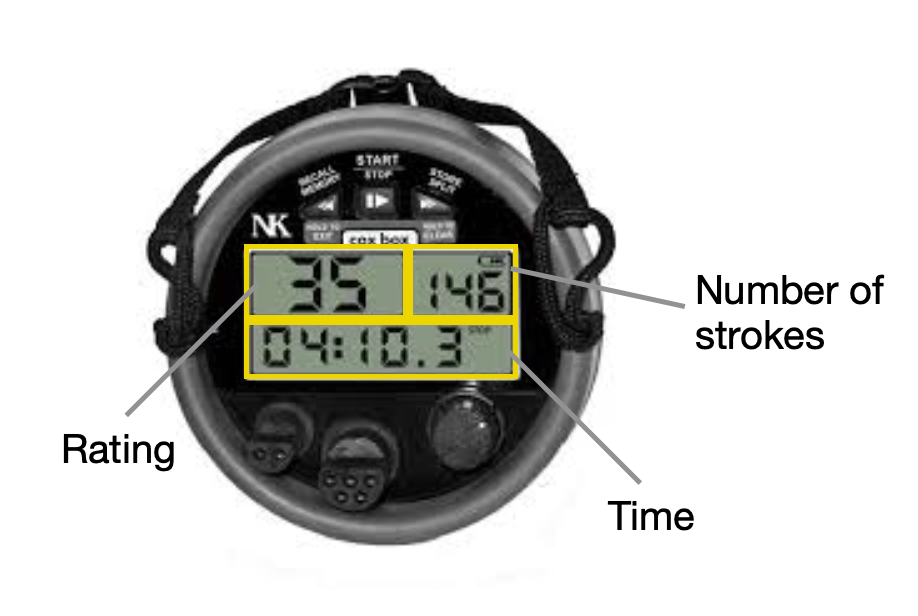 START
STOP
RECALL
MEMORY
STORE
SPLIT
NK
HOLD TO
EXIT
cox box
HOLD TO
CLEAR
35
146
04:10.3
STOP
Number of
strokes
Rating
Time